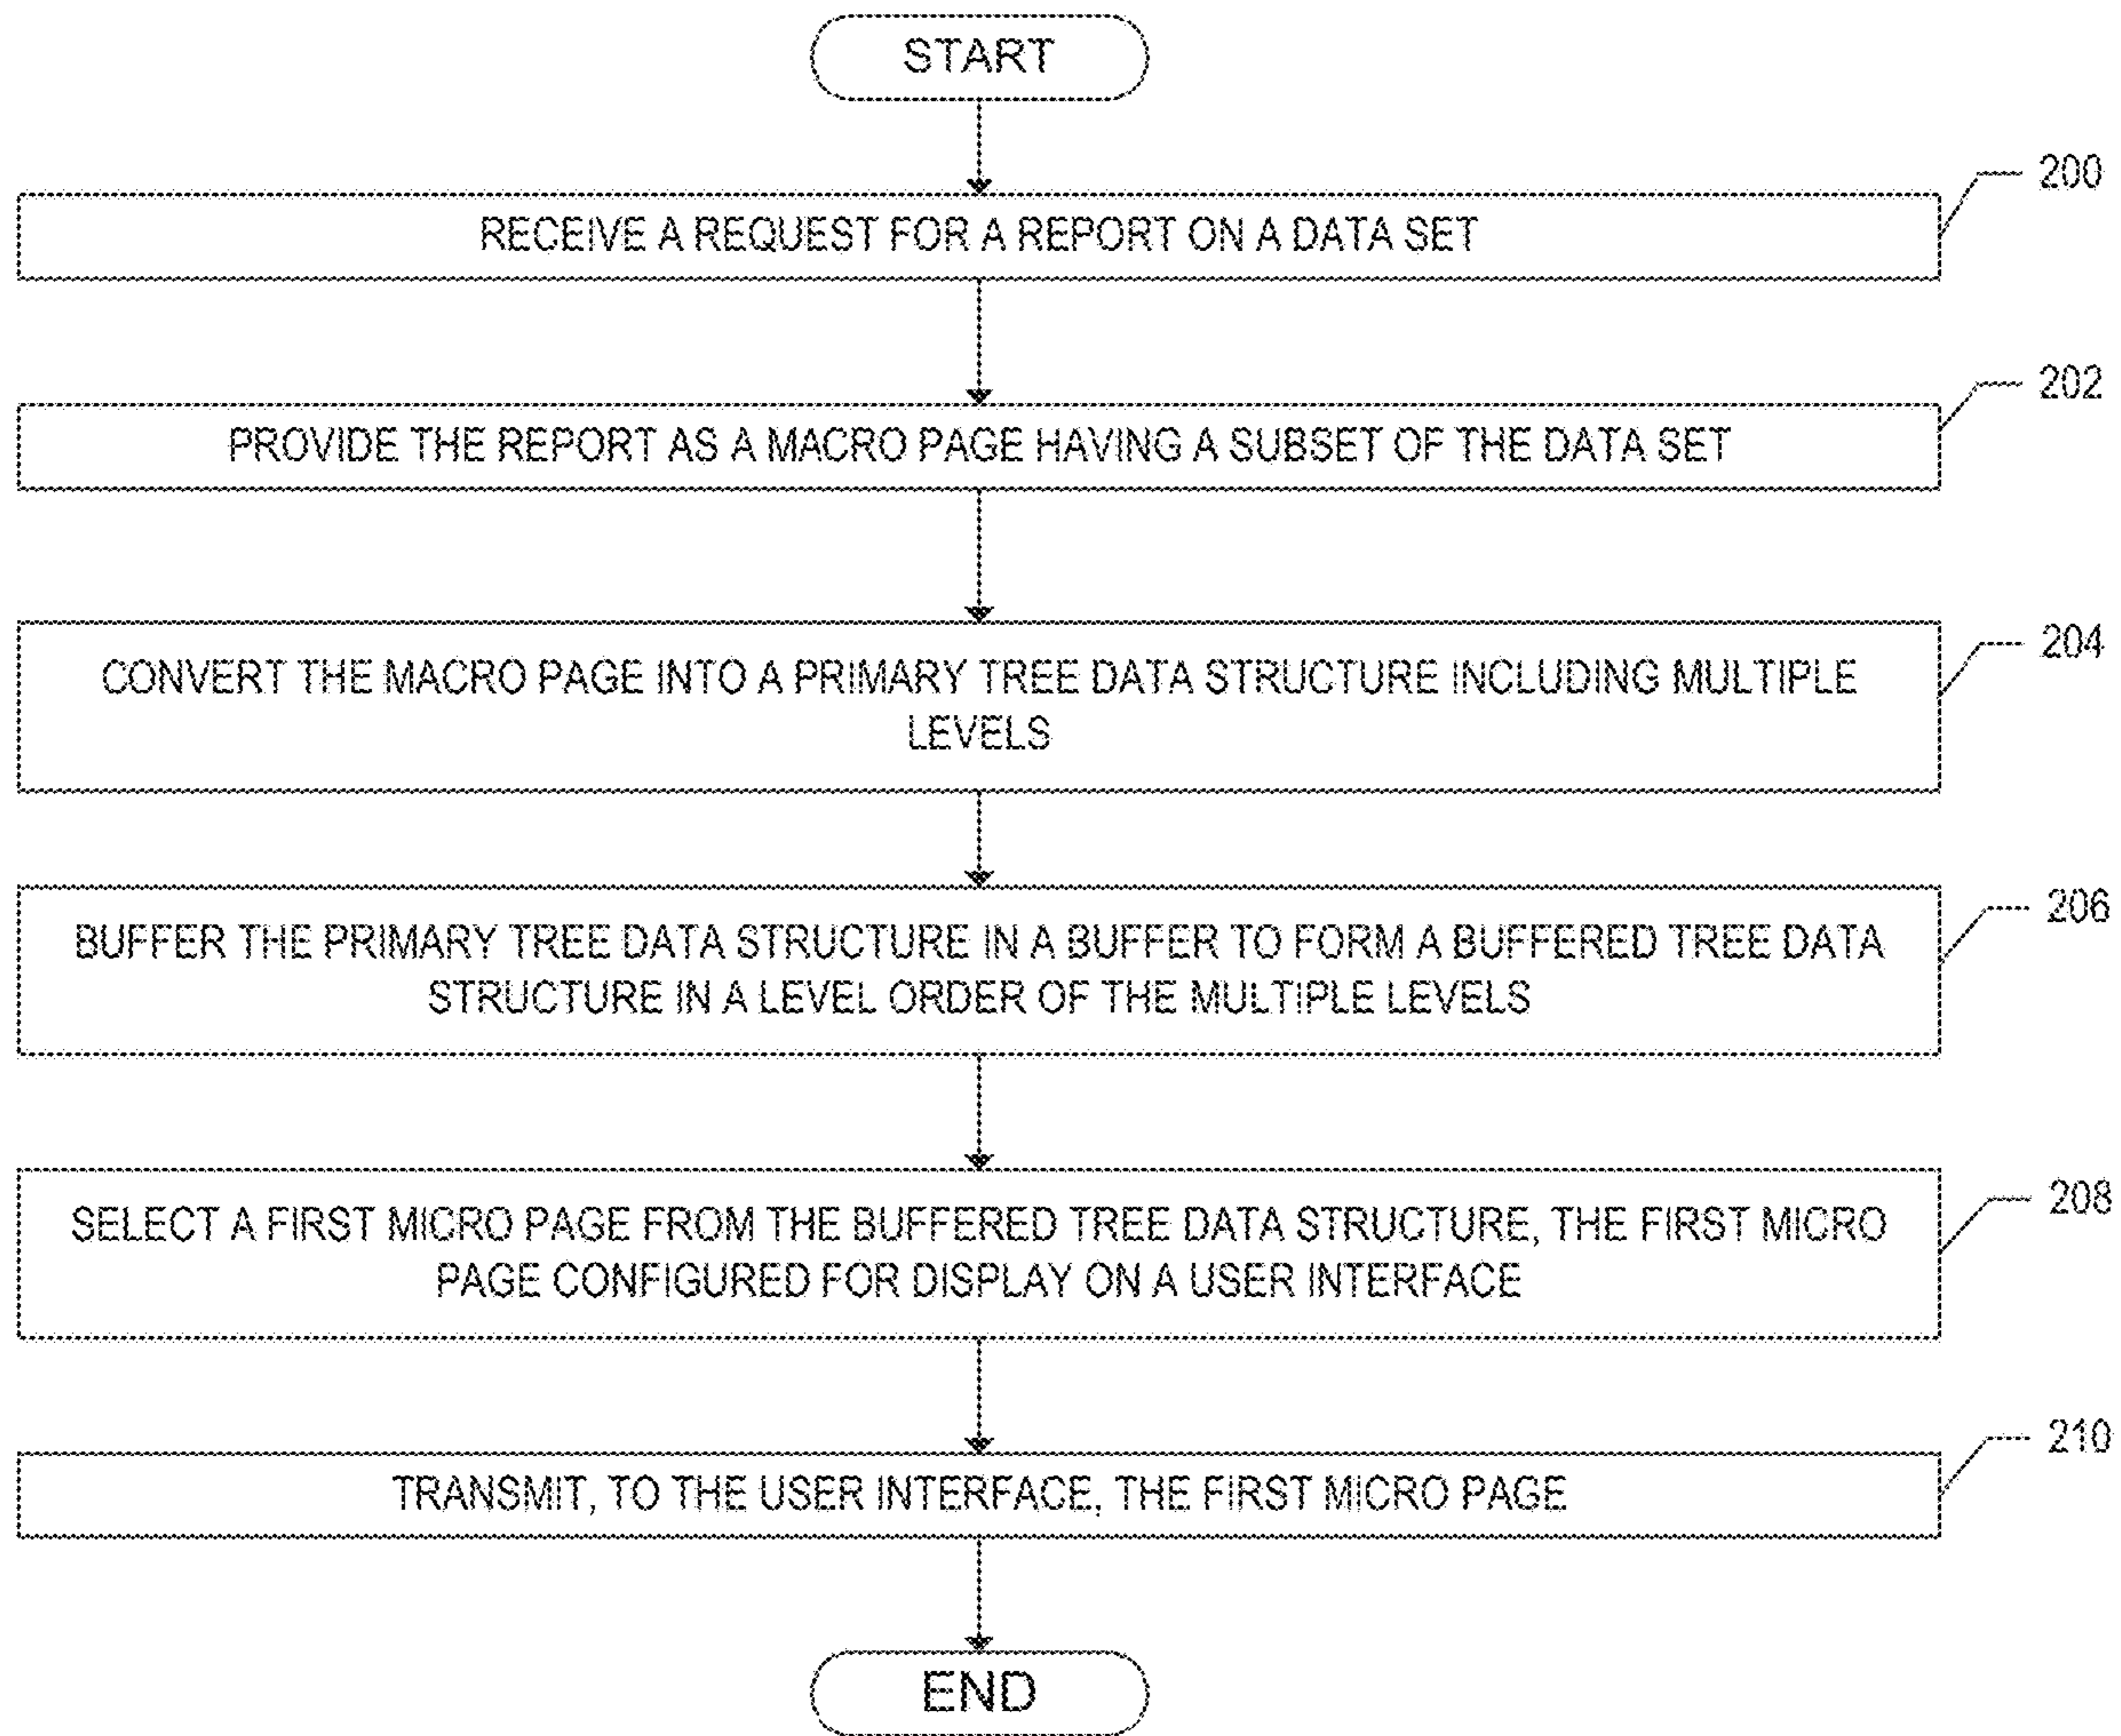 START
200
RECEIVE A REQUEST FOR A REPORT ON A DATA SET
202
PROVIDE THE REPORT AS A MACRO PAGE HAVING A SUBSET OF THE DATA SET
204
CONVERT THE MACRO PAGE INTO A PRIMARY TREE DATA STRUCTURE INCLUDING MULTIPLE
LEVELS
206
BUFFER THE PRIMARY TREE DATA STRUCTURE IN A BUFFER TO FORM A BUFFERED TREE DATA
STRUCTURE IN A LEVEL ORDER OF THE MULTIPLE LEVELS
208
SELECT A FIRST MICRO PAGE FROM THE BUFFERED TREE DATA STRUCTURE, THE FIRST MICRO
PAGE CONFIGURED FOR DISPLAY ON A USER INTERFACE
210
TRANSMIT, TO THE USER INTERFACE, THE FIRST MICRO PAGE
END